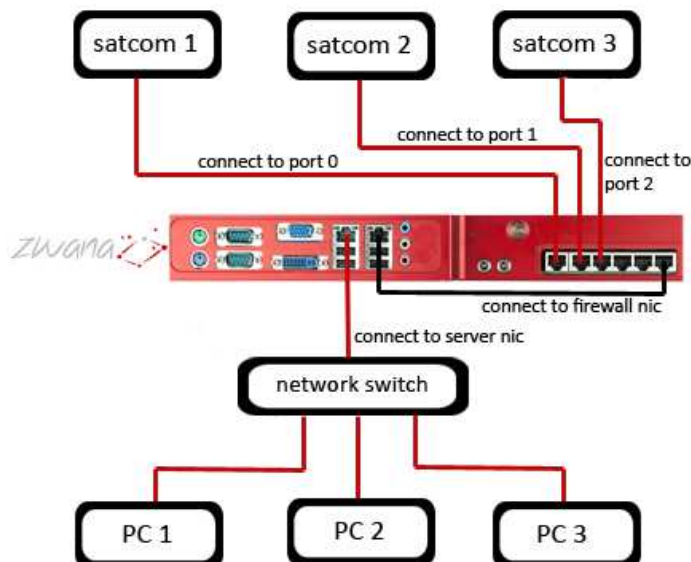 satcom 1
satcom 2
satcom 3
connect to port 0
connect to port 1
connect to
port 2
zwana
connect to firewall nic
connect to server nic
network switch
PC 1
PC 2
PC 3